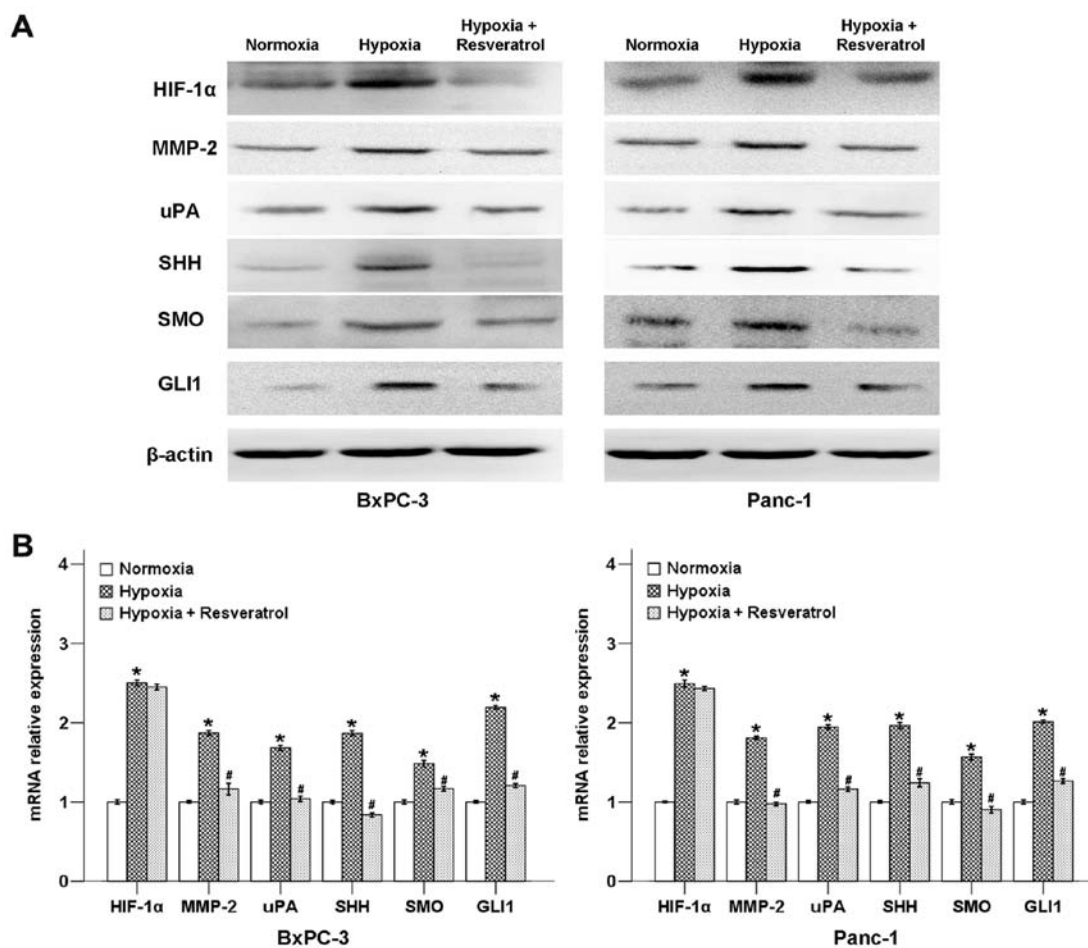 A
Normoxia Hypoxia Hypoxia +
Resveratrol
Normoxia Hypoxia Hypoxia +
Resveratrol
HIF-1α
MMP-2
uPA
SHH
SMO
GLI1
β-actin
BxPC-3 Panc-1
B
mRNA relative expression
4
3
2
1
0
Normoxia
Hypoxia
Hypoxia + Resveratrol
* * * * * *
# # # # #
HIF-1α MMP-2 uPA SHH SMO GLI1
BxPC-3
mRNA relative expression
4
3
2
1
0
Normoxia
Hypoxia
Hypoxia + Resveratrol
* * * * * *
# # # # #
HIF-1α MMP-2 uPA SHH SMO GLI1
Panc-1